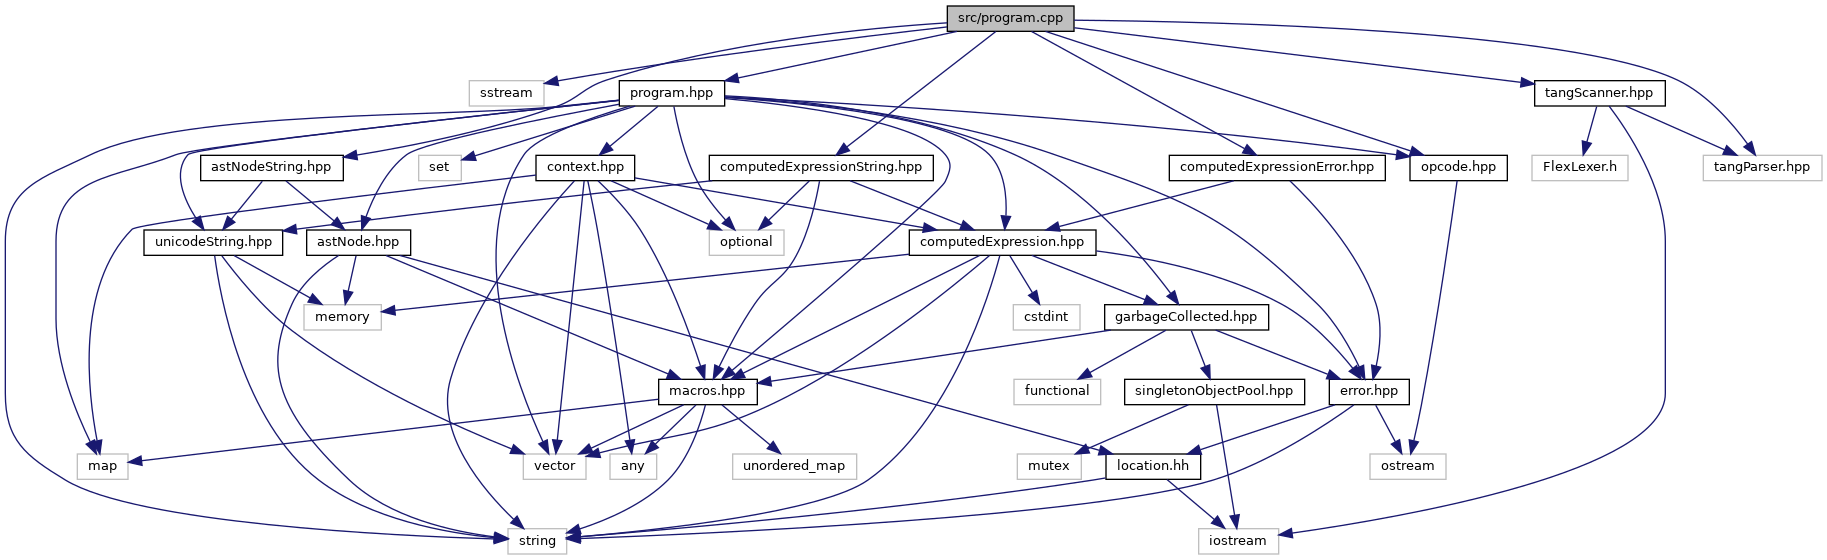 src/program.cpp
sstream
program.hpp
tangScanner.hpp
astNodeString.hpp
set
context.hpp
computedExpressionString.hpp
computedExpressionError.hpp
opcode.hpp
FlexLexer.h
tangParser.hpp
unicodeString.hpp
astNode.hpp
optional
computedExpression.hpp
memory
cstdint
garbageCollected.hpp
macros.hpp
functional
singletonObjectPool.hpp
error.hpp
map
vector
any
unordered_map
mutex
location.hh
ostream
string
iostream